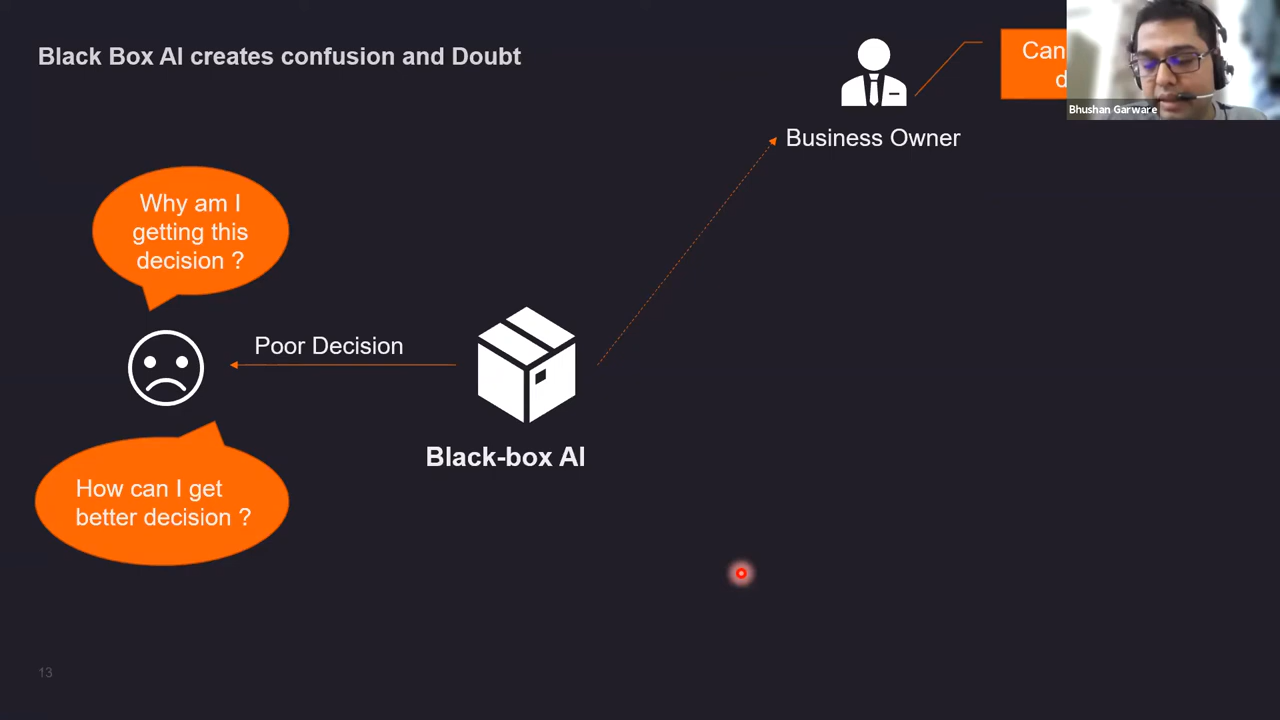 Black Box AI creates confusion and Doubt
Can
Bhushan Garware
Business Owner
Why am I
getting this
decision ?
Poor Decision
Black-box AI
How can I get
better decision ?
13